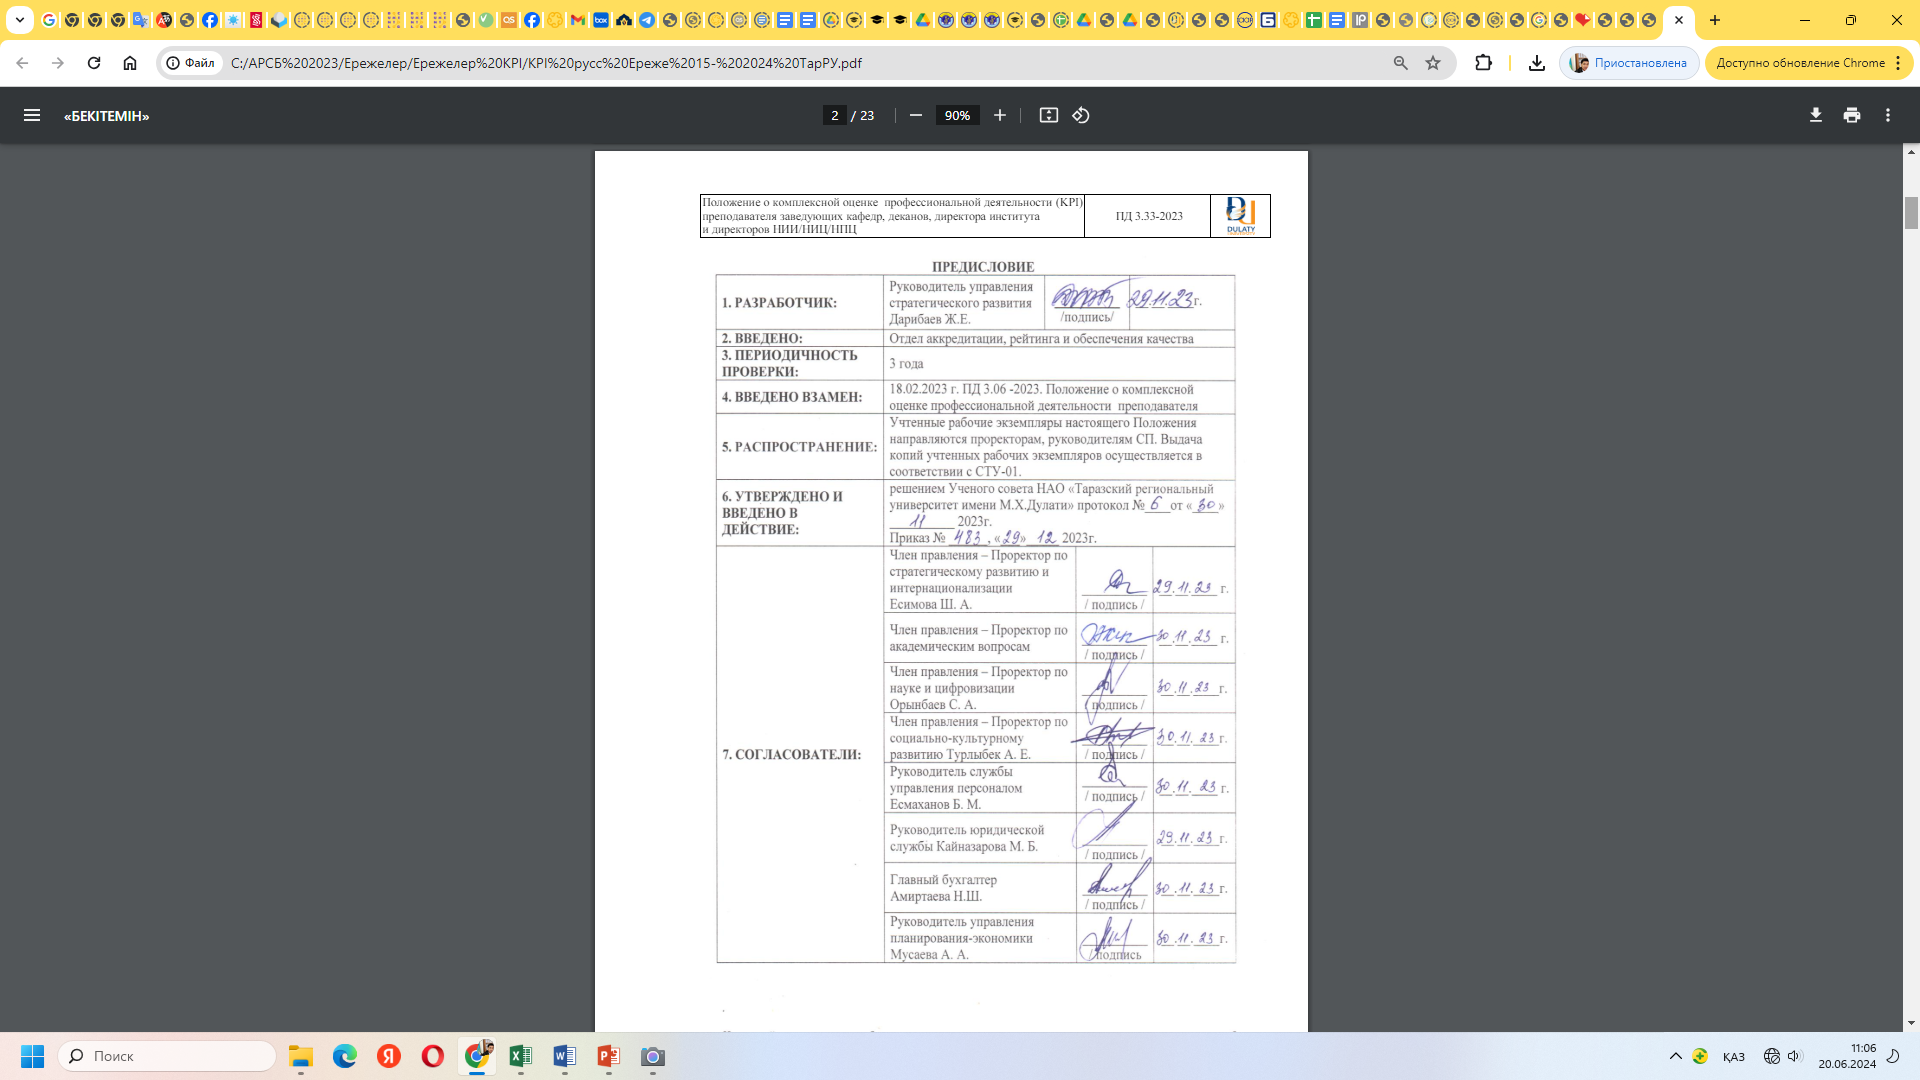 Файл
C:/АРСБ%202023/Ережелер/Ережелер%20KPI/KPI%20русс%20Ереже%2015-%202024%20ТарРУ.pdf
Приостановлена
Доступно обновление Chrome
«БЕКІТЕМІН»
2 / 23
90%
Положение о комплексной оценке профессиональной деятельности (KPI)
преподавателя заведующих кафедр, деканов, директора института
и директоров НИИ/НИЦ/НПЦ
ПД 3.33-2023
DULATY
ПРЕДИСЛОВИЕ
1. РАЗРАБОТЧИК:
Руководитель управления
стратегического развития
Дарибаев Ж.Е.
/подпись/
29.11.23г.
2. ВВЕДЕНО:
Отдел аккредитации, рейтинга и обеспечения качества
3. ПЕРИОДИЧНОСТЬ
ПРОВЕРКИ:
3 года
4. ВВЕДЕНО ВЗАМЕН:
18.02.2023 г. ПД 3.06 -2023. Положение о комплексной
оценке профессиональной деятельности преподавателя
5. РАСПРОСТРАНЕНИЕ:
Учтенные рабочие экземпляры настоящего Положения
направляются проректорам, руководителям СП. Выдача
копий учтенных рабочих экземпляров осуществляется в
соответствии с СТУ-01.
6. УТВЕРЖДЕНО И
ВВЕДЕНО В
ДЕЙСТВИЕ:
решением Ученого совета НАО «Таразский региональный
университет имени М.Х.Дулати» протокол № 6 от «30»
11 2023г.
Приказ № 483, «29» 12 2023г.
7. СОГЛАСОВАТЕЛИ:
Член правления – Проректор по
стратегическому развитию и
интернационализации
Есимова Ш. А.
/ подпись /
29.11.23 г.
Член правления – Проректор по
академическим вопросам
/ подпись /
30.11.23 г.
Член правления – Проректор по
науке и цифровизации
Орынбаев С. А.
/ подпись /
30.11.23 г.
Член правления – Проректор по
социально-культурному
развитию Турлыбек А. Е.
/ подпись /
30.11.23г.
Руководитель службы
управления персоналом
Есмаханов Б. М.
/ подпись /
30.11.23 г.
Руководитель юридической
службы Кайназарова М. Б.
/ подпись /
29.11.23г.
Главный бухгалтер
Амиртаева Н.Ш.
/ подпись /
30.11.23г.
Руководитель управления
планирования-экономики
Мусаева А. А.
/ подпись
30.11.23 г.
Поиск
ҚАЗ
11:06
20.06.2024